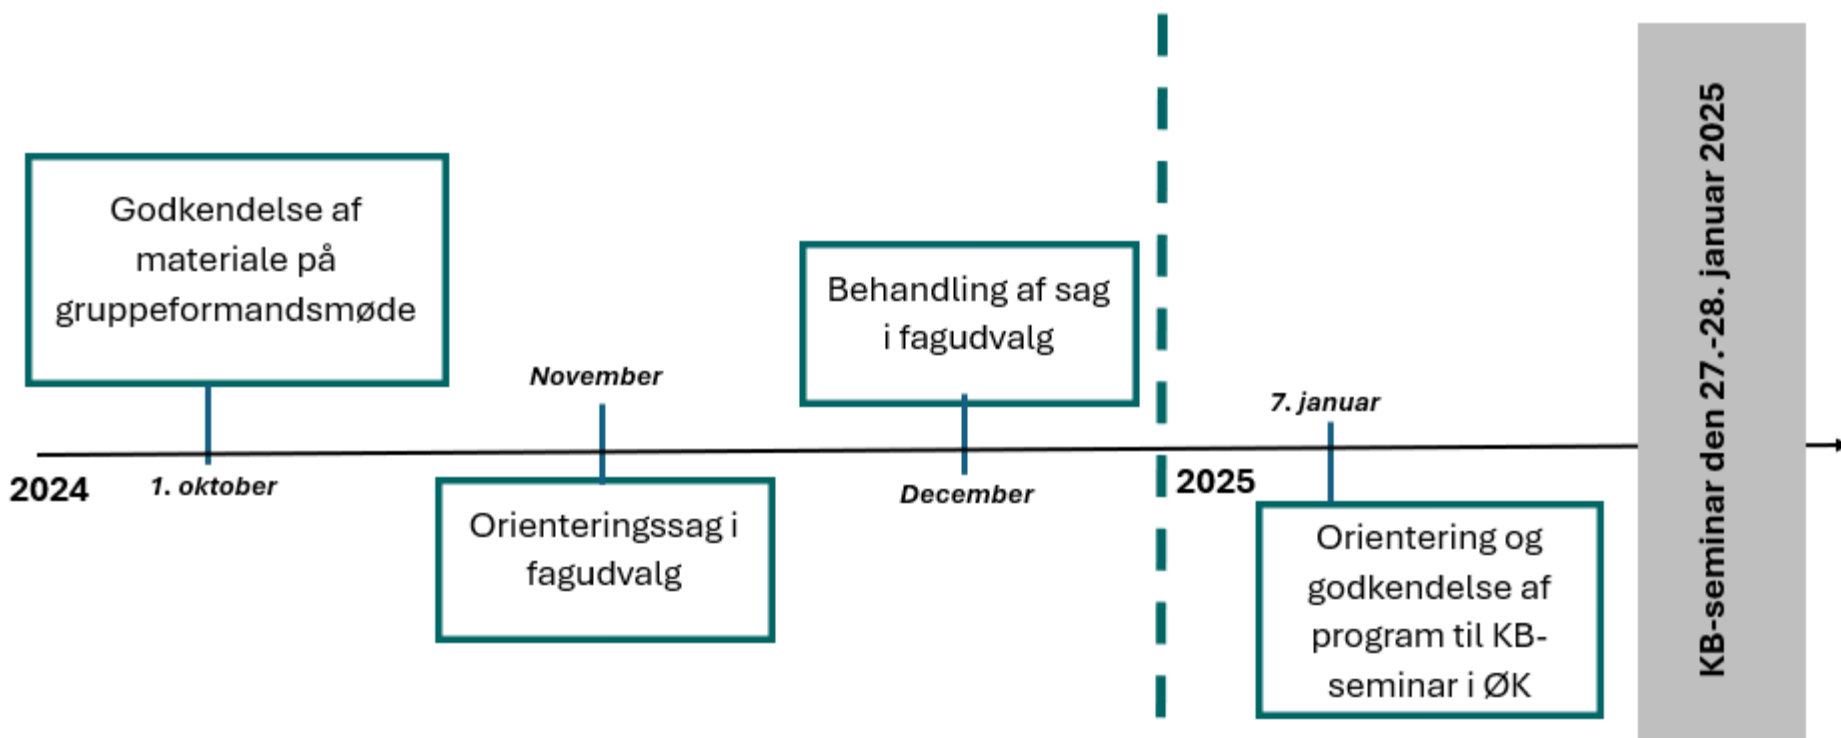 Godkendelse af
materiale på
gruppeformandsmøde
2024
1. oktober
November
Orienteringssag i
fagudvalg
Behandling af sag
i fagudvalg
December
2025
7. januar
Orientering og
godkendelse af
program til KB-
seminar i ØK
KB-seminar den 27.-28. januar 2025